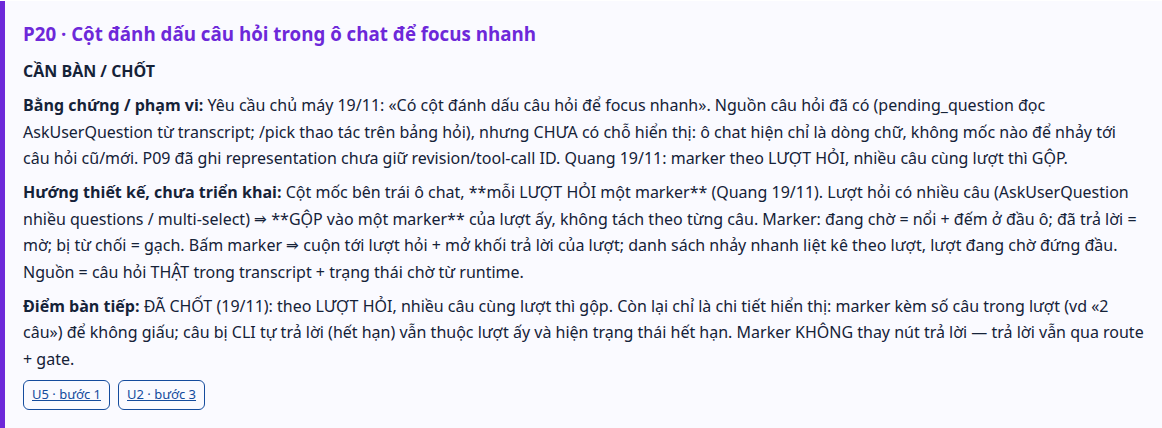 P20 · Cột đánh dấu câu hỏi trong ô chat để focus nhanh
CẦN BÀN / CHỐT
Bằng chứng / phạm vi: Yêu cầu chủ máy 19/11: «Có cột đánh dấu câu hỏi để focus nhanh». Nguồn câu hỏi đã có (pending_question đọc
AskUserQuestion từ transcript; /pick thao tác trên bảng hỏi), nhưng CHƯA có chỗ hiển thị: ô chat hiện chỉ là dòng chữ, không mốc nào để nhảy tới
câu hỏi cũ/mới. P09 đã ghi representation chưa giữ revision/tool-call ID. Quang 19/11: marker theo LƯỢT HỎI, nhiều câu cùng lượt thì GỘP.
Hướng thiết kế, chưa triển khai: Cột mốc bên trái ô chat, **mỗi LƯỢT HỎI một marker** (Quang 19/11). Lượt hỏi có nhiều câu (AskUserQuestion
nhiều questions / multi-select) ⇒ **GỘP vào một marker** của lượt ấy, không tách theo từng câu. Marker: đang chờ = nổi + đếm ở đầu ô; đã trả lời =
mờ; bị từ chối = gạch. Bấm marker ⇒ cuộn tới lượt hỏi + mở khối trả lời của lượt; danh sách nhảy nhanh liệt kê theo lượt, lượt đang chờ đứng đầu.
Nguồn = câu hỏi THẬT trong transcript + trạng thái chờ từ runtime.
Điểm bàn tiếp: ĐÃ CHỐT (19/11): theo LƯỢT HỎI, nhiều câu cùng lượt thì gộp. Còn lại chỉ là chi tiết hiển thị: marker kèm số câu trong lượt (vd «2
câu») để không giấu; câu bị CLI tự trả lời (hết hạn) vẫn thuộc lượt ấy và hiện trạng thái hết hạn. Marker KHÔNG thay nút trả lời — trả lời vẫn qua route
+ gate.
U5 · bước 1 U2 · bước 3